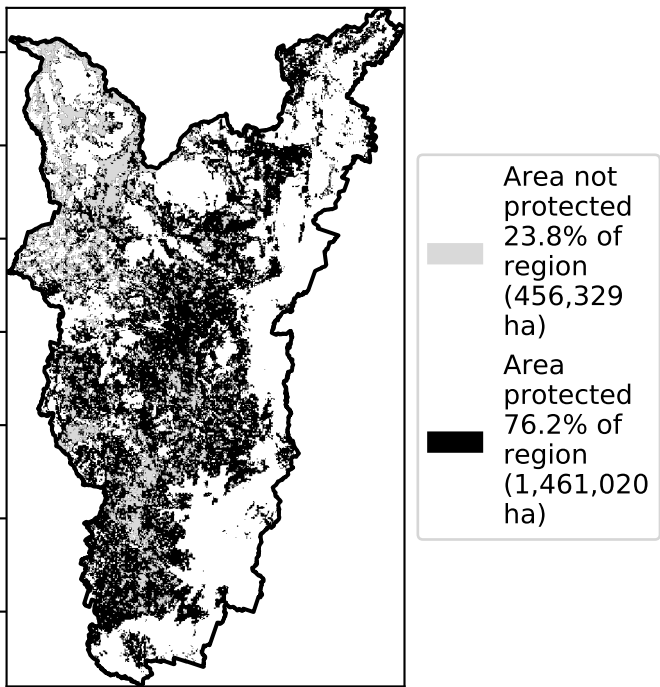 Area not
protected
23.8% of
region
(456,329
ha)
Area
protected
76.2% of
region
(1,461,020
ha)